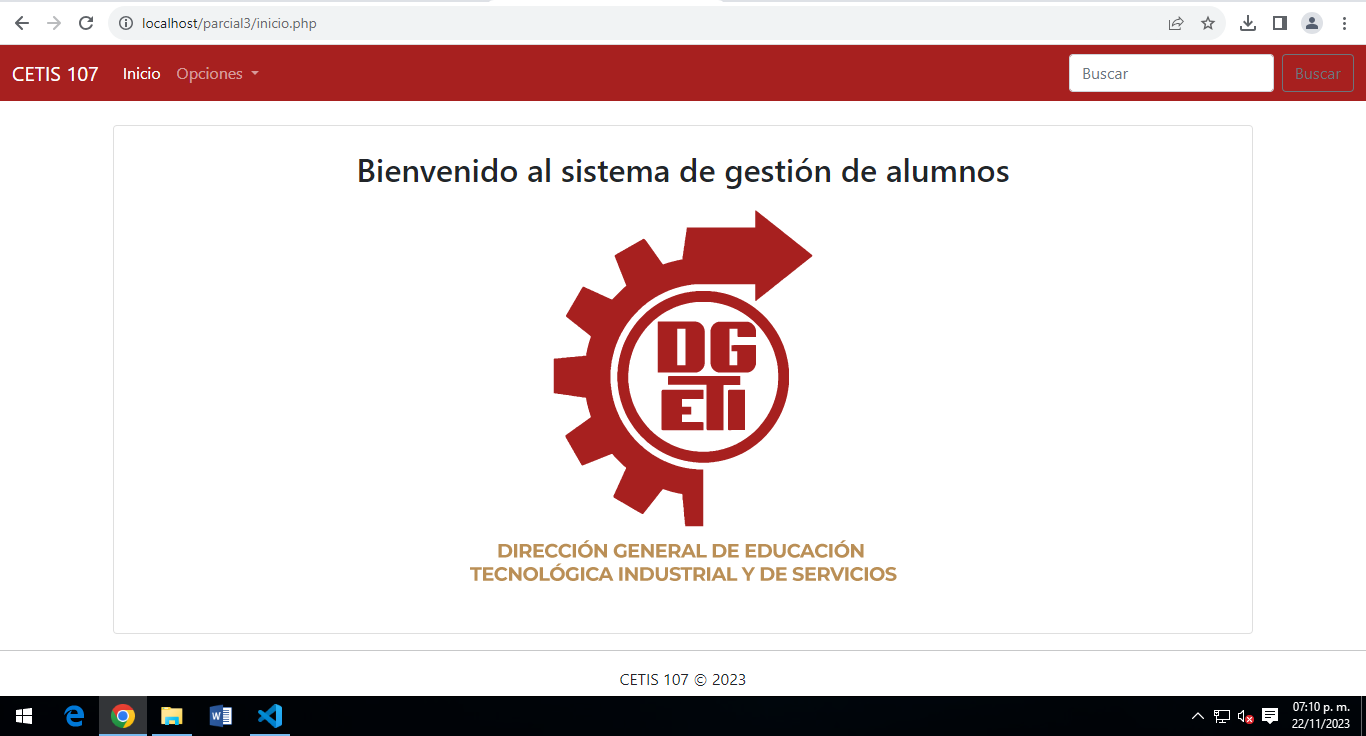 localhost/parcial3/inicio.php
CETIS 107 Inicio Opciones Buscar Buscar
Bienvenido al sistema de gestión de alumnos
DG
ETI
DIRECCIÓN GENERAL DE EDUCACIÓN
TECNOLÓGICA INDUSTRIAL Y DE SERVICIOS
CETIS 107 © 2023
07:10 p. m.
22/11/2023